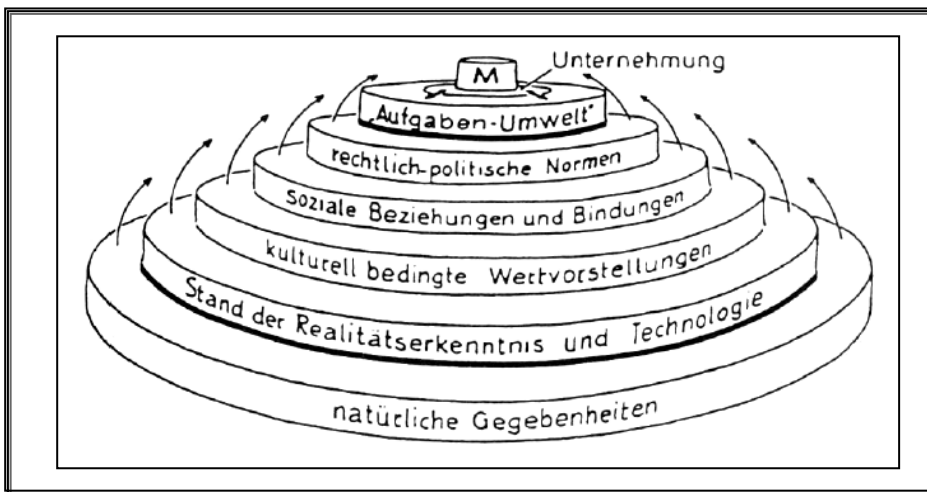 Unternehmung
M
„Aufgaben-Umwelt"
rechtlich-politische Normen
soziale Beziehungen und Bindungen
kulturell bedingte Wertvorstellungen
Stand der Realitätserkenntnis und Technologie
natürliche Gegebenheiten